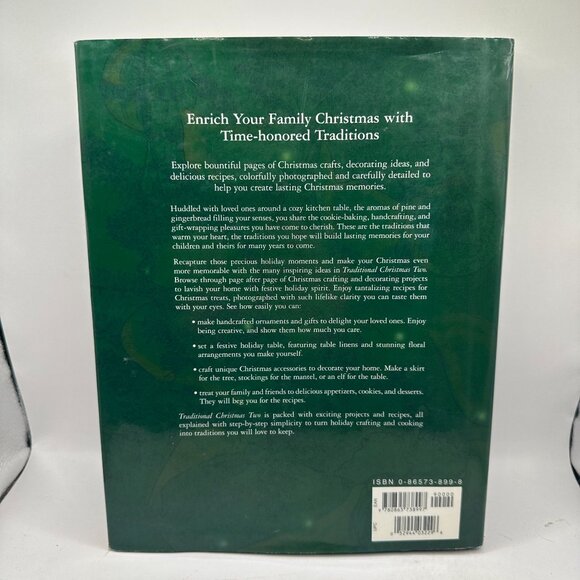 Enrich Your Family Christmas with
Time-honored Traditions
Explore bountiful pages of Christmas crafts, decorating ideas, and
delicious recipes, colorfully photographed and carefully detailed to
help you create lasting Christmas memories.
Huddled with loved ones around a cozy kitchen table, the aromas of pine and
gingerbread filling your senses, you share the cookie-baking, handcrafting, and
gift-wrapping pleasures you have come to cherish. These are the traditions that
warm your heart, the traditions you hope will build lasting memories for your
children and theirs for many years to come.
Recapture those precious holiday moments and make your Christmas even
more memorable with the many inspiring ideas in Traditional Christmas Two.
Browse through page after page of Christmas crafting and decorating projects
to lavish your home with festive holiday spirit. Enjoy tantalizing recipes for
Christmas treats, photographed with such lifelike clarity you can taste them
with your eyes. See how easily you can:
• make handcrafted ornaments and gifts to delight your loved ones. Enjoy
being creative, and show them how much you care.
• set a festive holiday table, featuring table linens and stunning floral
arrangements you make yourself.
• craft unique Christmas accessories to decorate your home. Make a skirt
for the tree, stockings for the mantel, or an elf for the table.
• treat your family and friends to delicious appetizers, cookies, and desserts.
They will beg you for the recipes.
Traditional Christmas Two is packed with exciting projects and recipes, all
explained with step-by-step simplicity to turn holiday crafting and cooking
into traditions you will love to keep.
ISBN 0-86573-899-8
90000
EAN
9 780865 738997
UPC
0 52944 03229 4